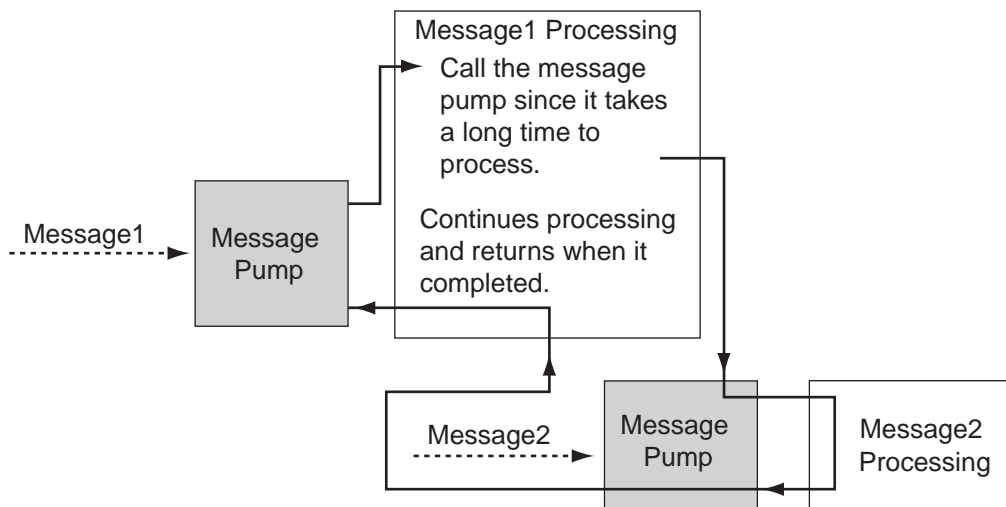 Message1 Processing
Call the message
pump since it takes
a long time to
process.
Continues processing
and returns when it
completed.
Message1
Message
Pump
Message2
Message
Pump
Message2
Processing